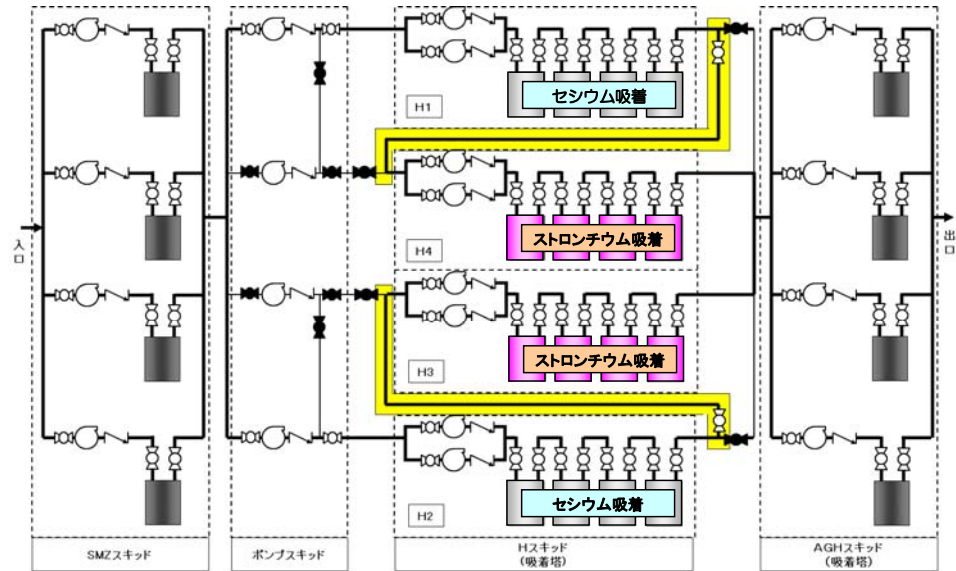 セシウム吸着
H1
入口
ストロンチウム吸着
H4
出口
ストロンチウム吸着
H3
セシウム吸着
H2
SMZスキッド
ポンプスキッド
Hスキッド
(吸着塔)
AGHスキッド
(吸着塔)